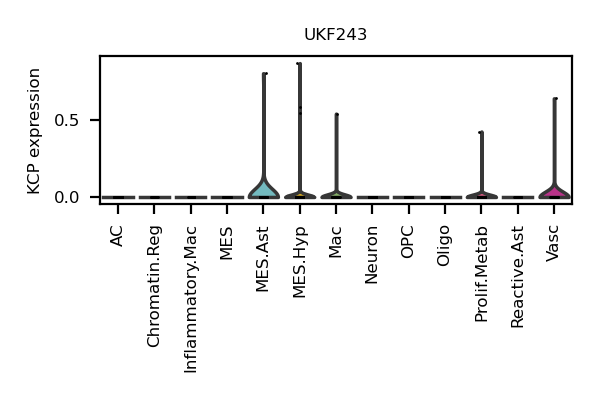 UKF243
KCP expression
0.5
0.0
AC
Chromatin.Reg
Inflammatory.Mac
MES
MES.Ast
MES.Hyp
Mac
Neuron
OPC
Oligo
Prolif.Metab
Reactive.Ast
Vasc